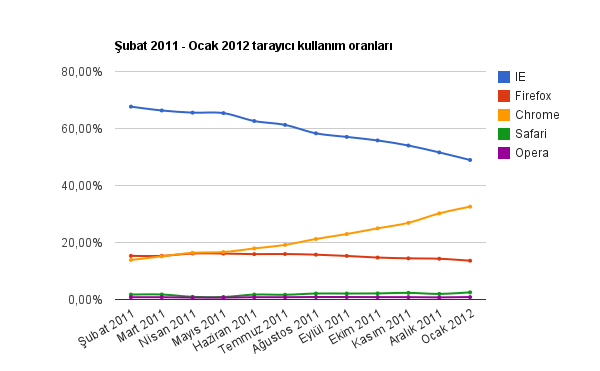 Şubat 2011 - Ocak 2012 tarayıcı kullanım oranları
80,00%
60,00%
40,00%
20,00%
0,00%
IE
Firefox
Chrome
Safari
Opera
Şubat 2011
Mart 2011
Nisan 2011
Mayıs 2011
Haziran 2011
Temmuz 2011
Ağustos 2011
Eylül 2011
Ekim 2011
Kasım 2011
Aralık 2011
Ocak 2012